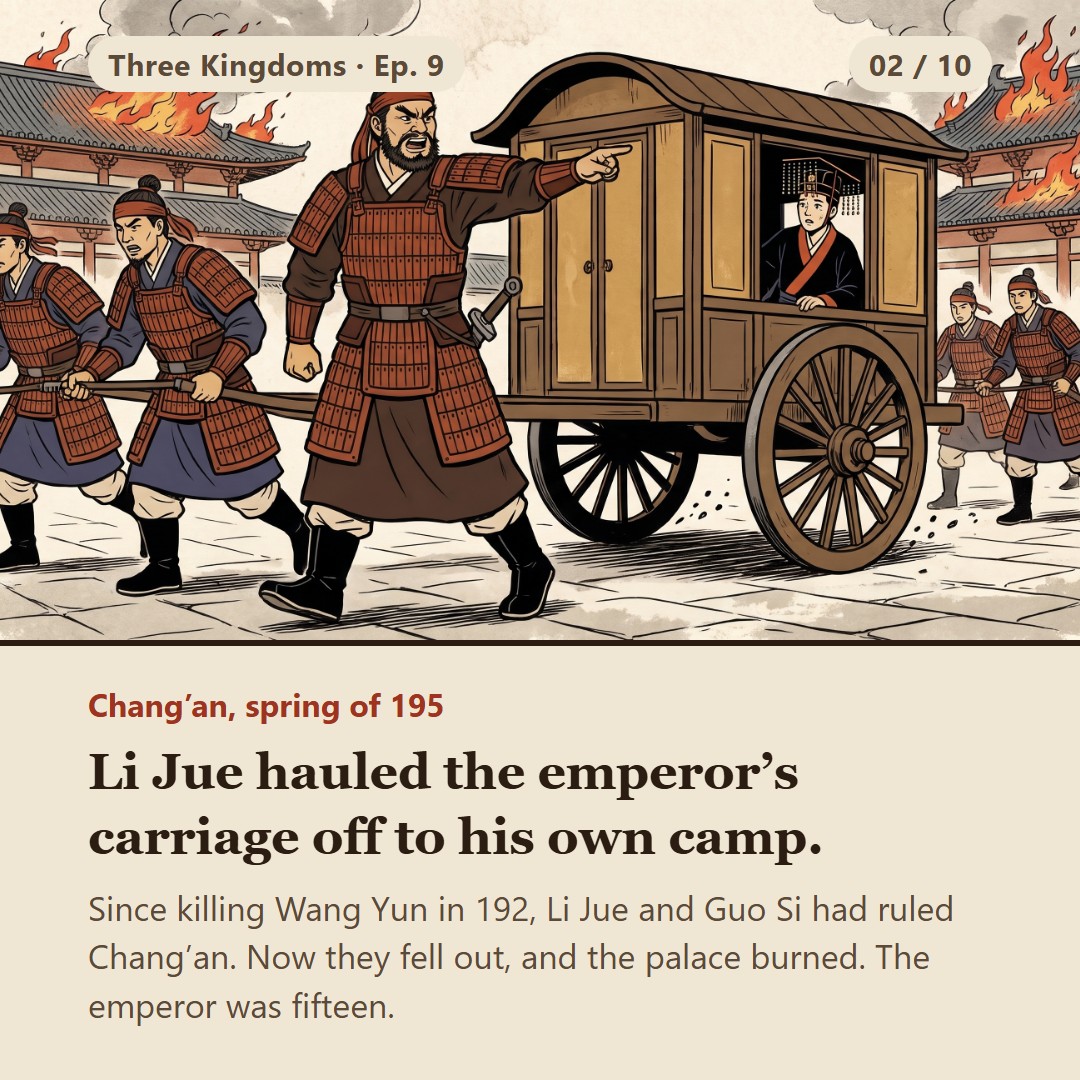 Three Kingdoms · Ep. 9
02 / 10
Chang’an, spring of 195
Li Jue hauled the emperor’s
carriage off to his own camp.
Since killing Wang Yun in 192, Li Jue and Guo Si had ruled
Chang’an. Now they fell out, and the palace burned. The
emperor was fifteen.